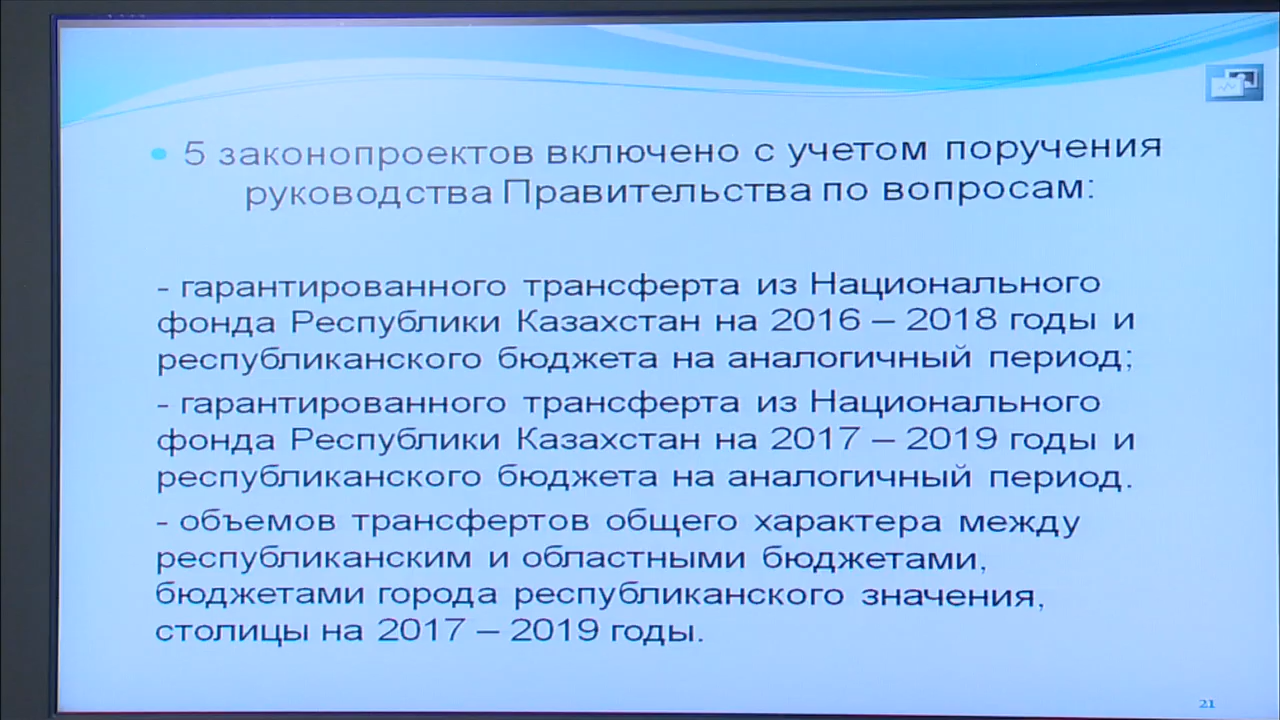 • 5 законопроектов включено с учетом поручения
руководства Правительства по вопросам:
- гарантированного трансферта из Национального
фонда Республики Казахстан на 2016 – 2018 годы и
республиканского бюджета на аналогичный период;
- гарантированного трансферта из Национального
фонда Республики Казахстан на 2017 – 2019 годы и
республиканского бюджета на аналогичный период.
- объемов трансфертов общего характера между
республиканским и областными бюджетами,
бюджетами города республиканского значения,
столицы на 2017 – 2019 годы.
21